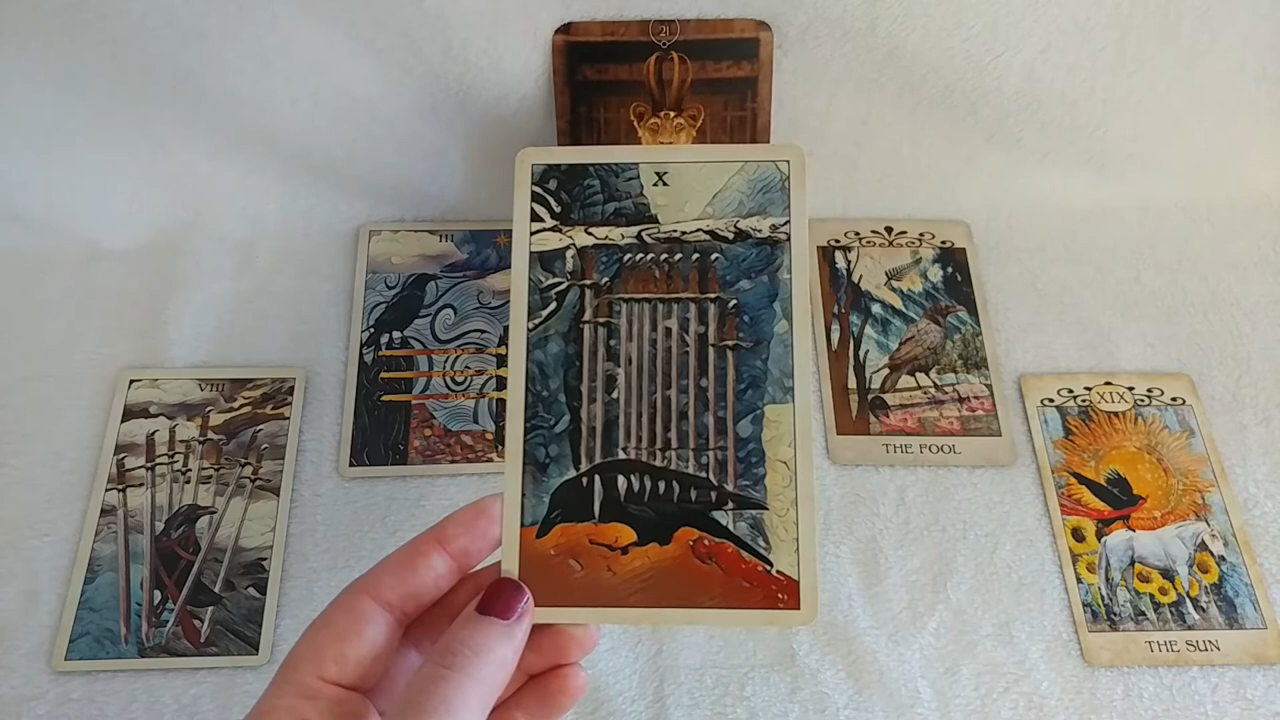 21
X
III
VIII
THE FOOL
XIX
THE SUN